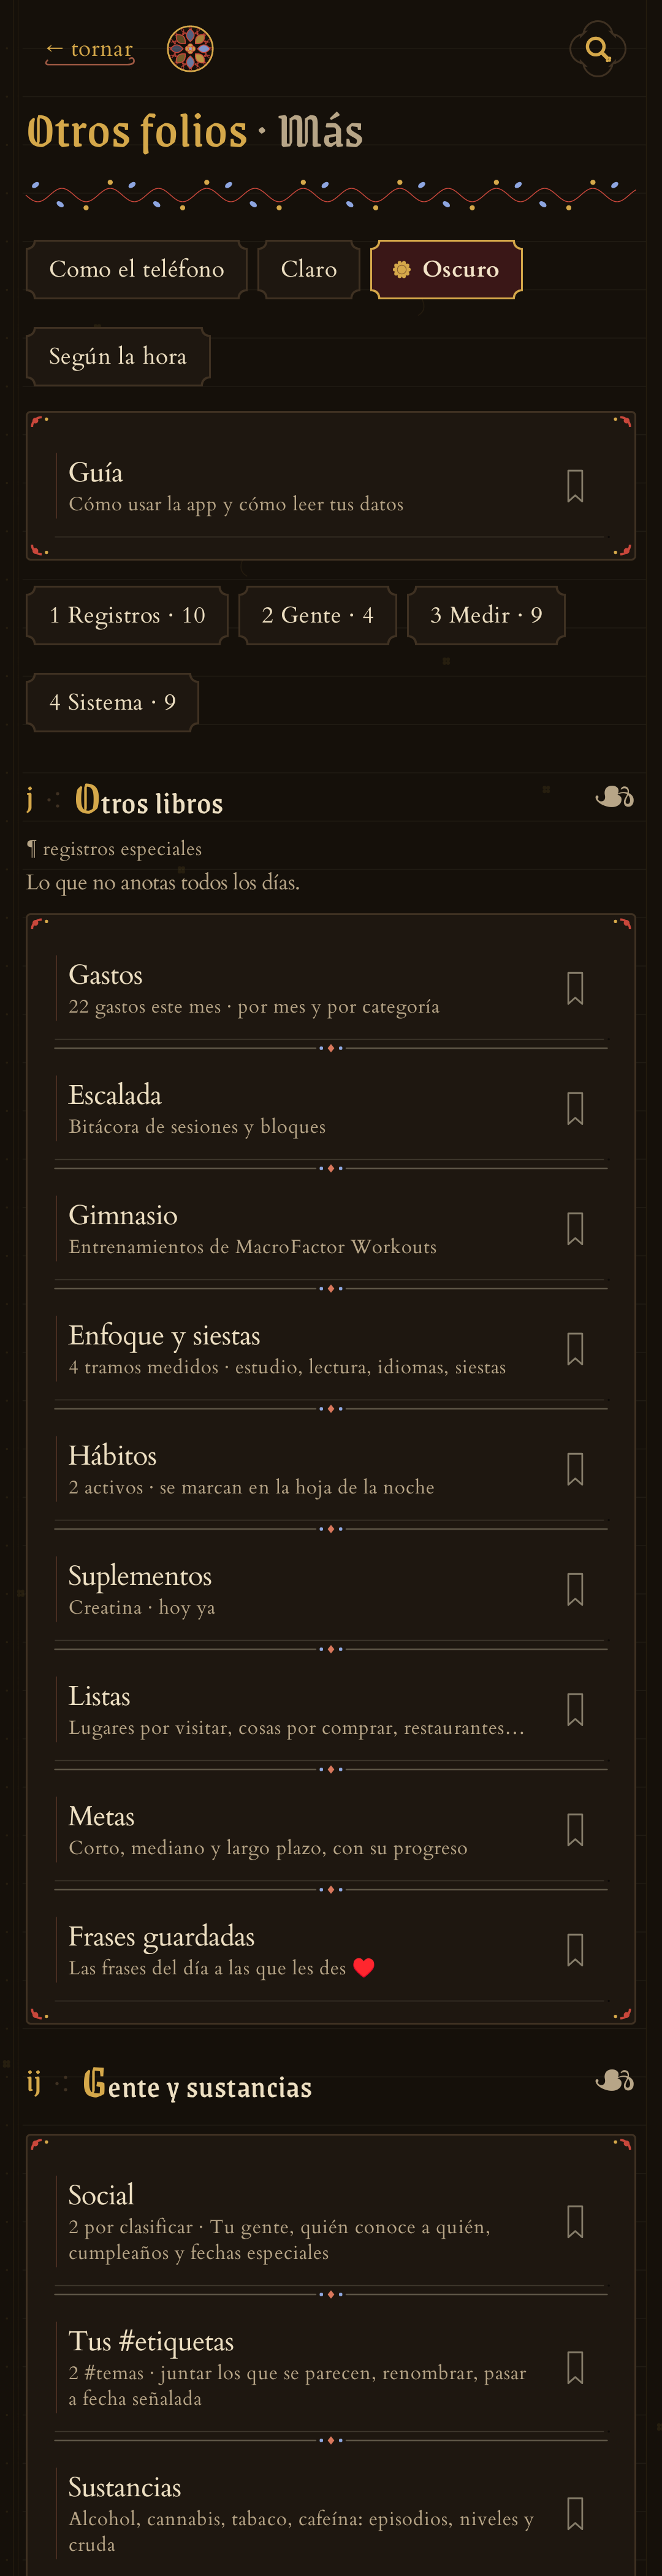 ← tornar
Otros folios · Más
Como el teléfono
Claro
Oscuro
Según la hora
Guía
Cómo usar la app y cómo leer tus datos
1 Registros · 10
2 Gente · 4
3 Medir · 9
4 Sistema · 9
j Otros libros
¶ registros especiales
Lo que no anotas todos los días.
Gastos
22 gastos este mes · por mes y por categoría
Escalada
Bitácora de sesiones y bloques
Gimnasio
Entrenamientos de MacroFactor Workouts
Enfoque y siestas
4 tramos medidos · estudio, lectura, idiomas, siestas
Hábitos
2 activos · se marcan en la hoja de la noche
Suplementos
Creatina · hoy ya
Listas
Lugares por visitar, cosas por comprar, restaurantes…
Metas
Corto, mediano y largo plazo, con su progreso
Frases guardadas
Las frases del día a las que les des ❤️
ij Gente y sustancias
Social
2 por clasificar · Tu gente, quién conoce a quién,
cumpleaños y fechas especiales
Tus #etiquetas
2 #temas · juntar los que se parecen, renombrar, pasar
a fecha señalada
Sustancias
Alcohol, cannabis, tabaco, cafeína: episodios, niveles y
cruda